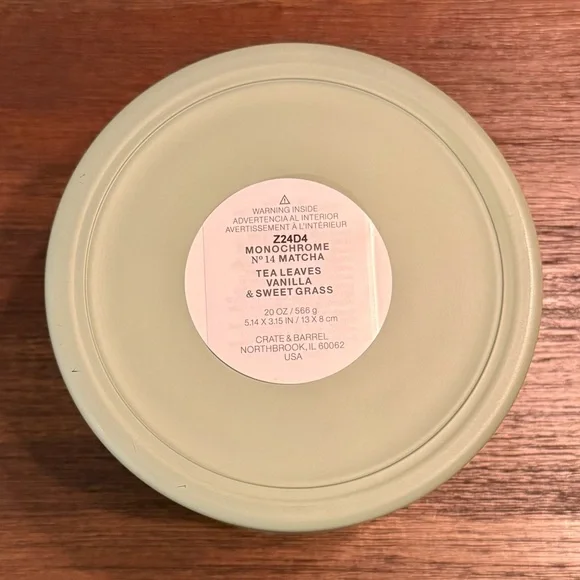 WARNING INSIDE
ADVERTENCIA AL INTERIOR
AVERTISSEMENT À L'INTÉRIEUR
Z24D4
MONOCHROME
Nº 14 MATCHA
TEA LEAVES
VANILLA
& SWEET GRASS
20 OZ / 566 g
5.14 X 3.15 IN / 13 X 8 cm
CRATE & BARREL
NORTHBROOK, IL 60062
USA